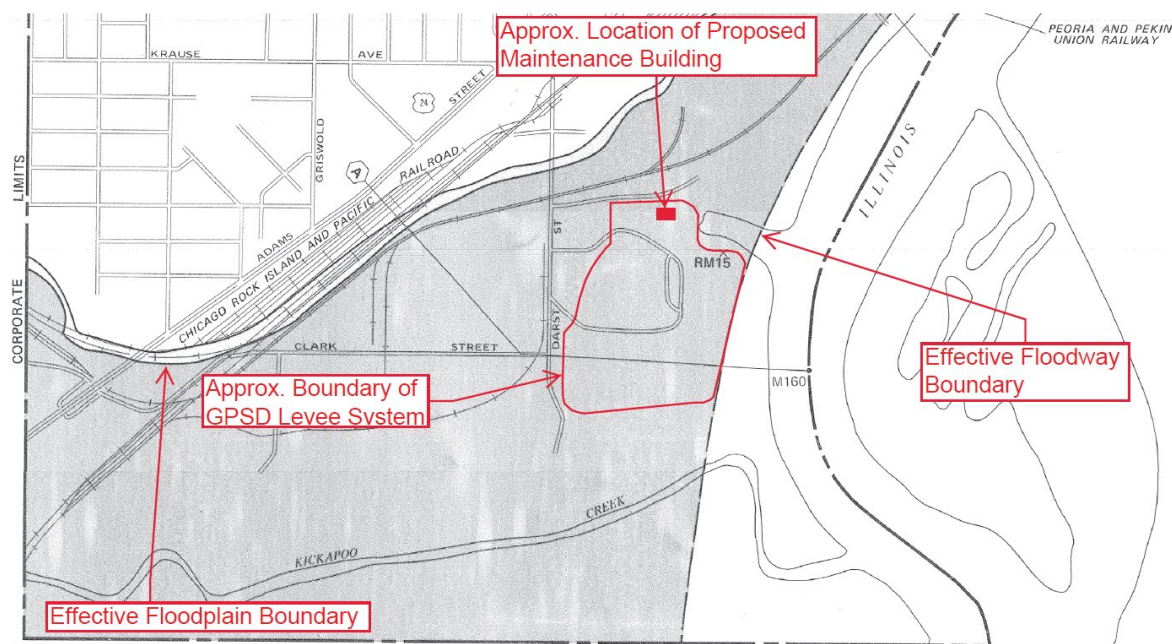 Approx. Location of Proposed
Maintenance Building
PEORIA AND PEKIN
UNION RAILWAY
KRAUSE AVE
24
STREET
GRISWOLD
ILLINOIS
LIMITS
A
RAILROAD
ADAMS
CHICAGO ROCK ISLAND AND PACIFIC
ST
RM15
CORPORATE
DARST
CLARK STREET
Effective Floodway
Boundary
Approx. Boundary of
GPSD Levee System
M160
CREEK
KICKAPOO
Effective Floodplain Boundary